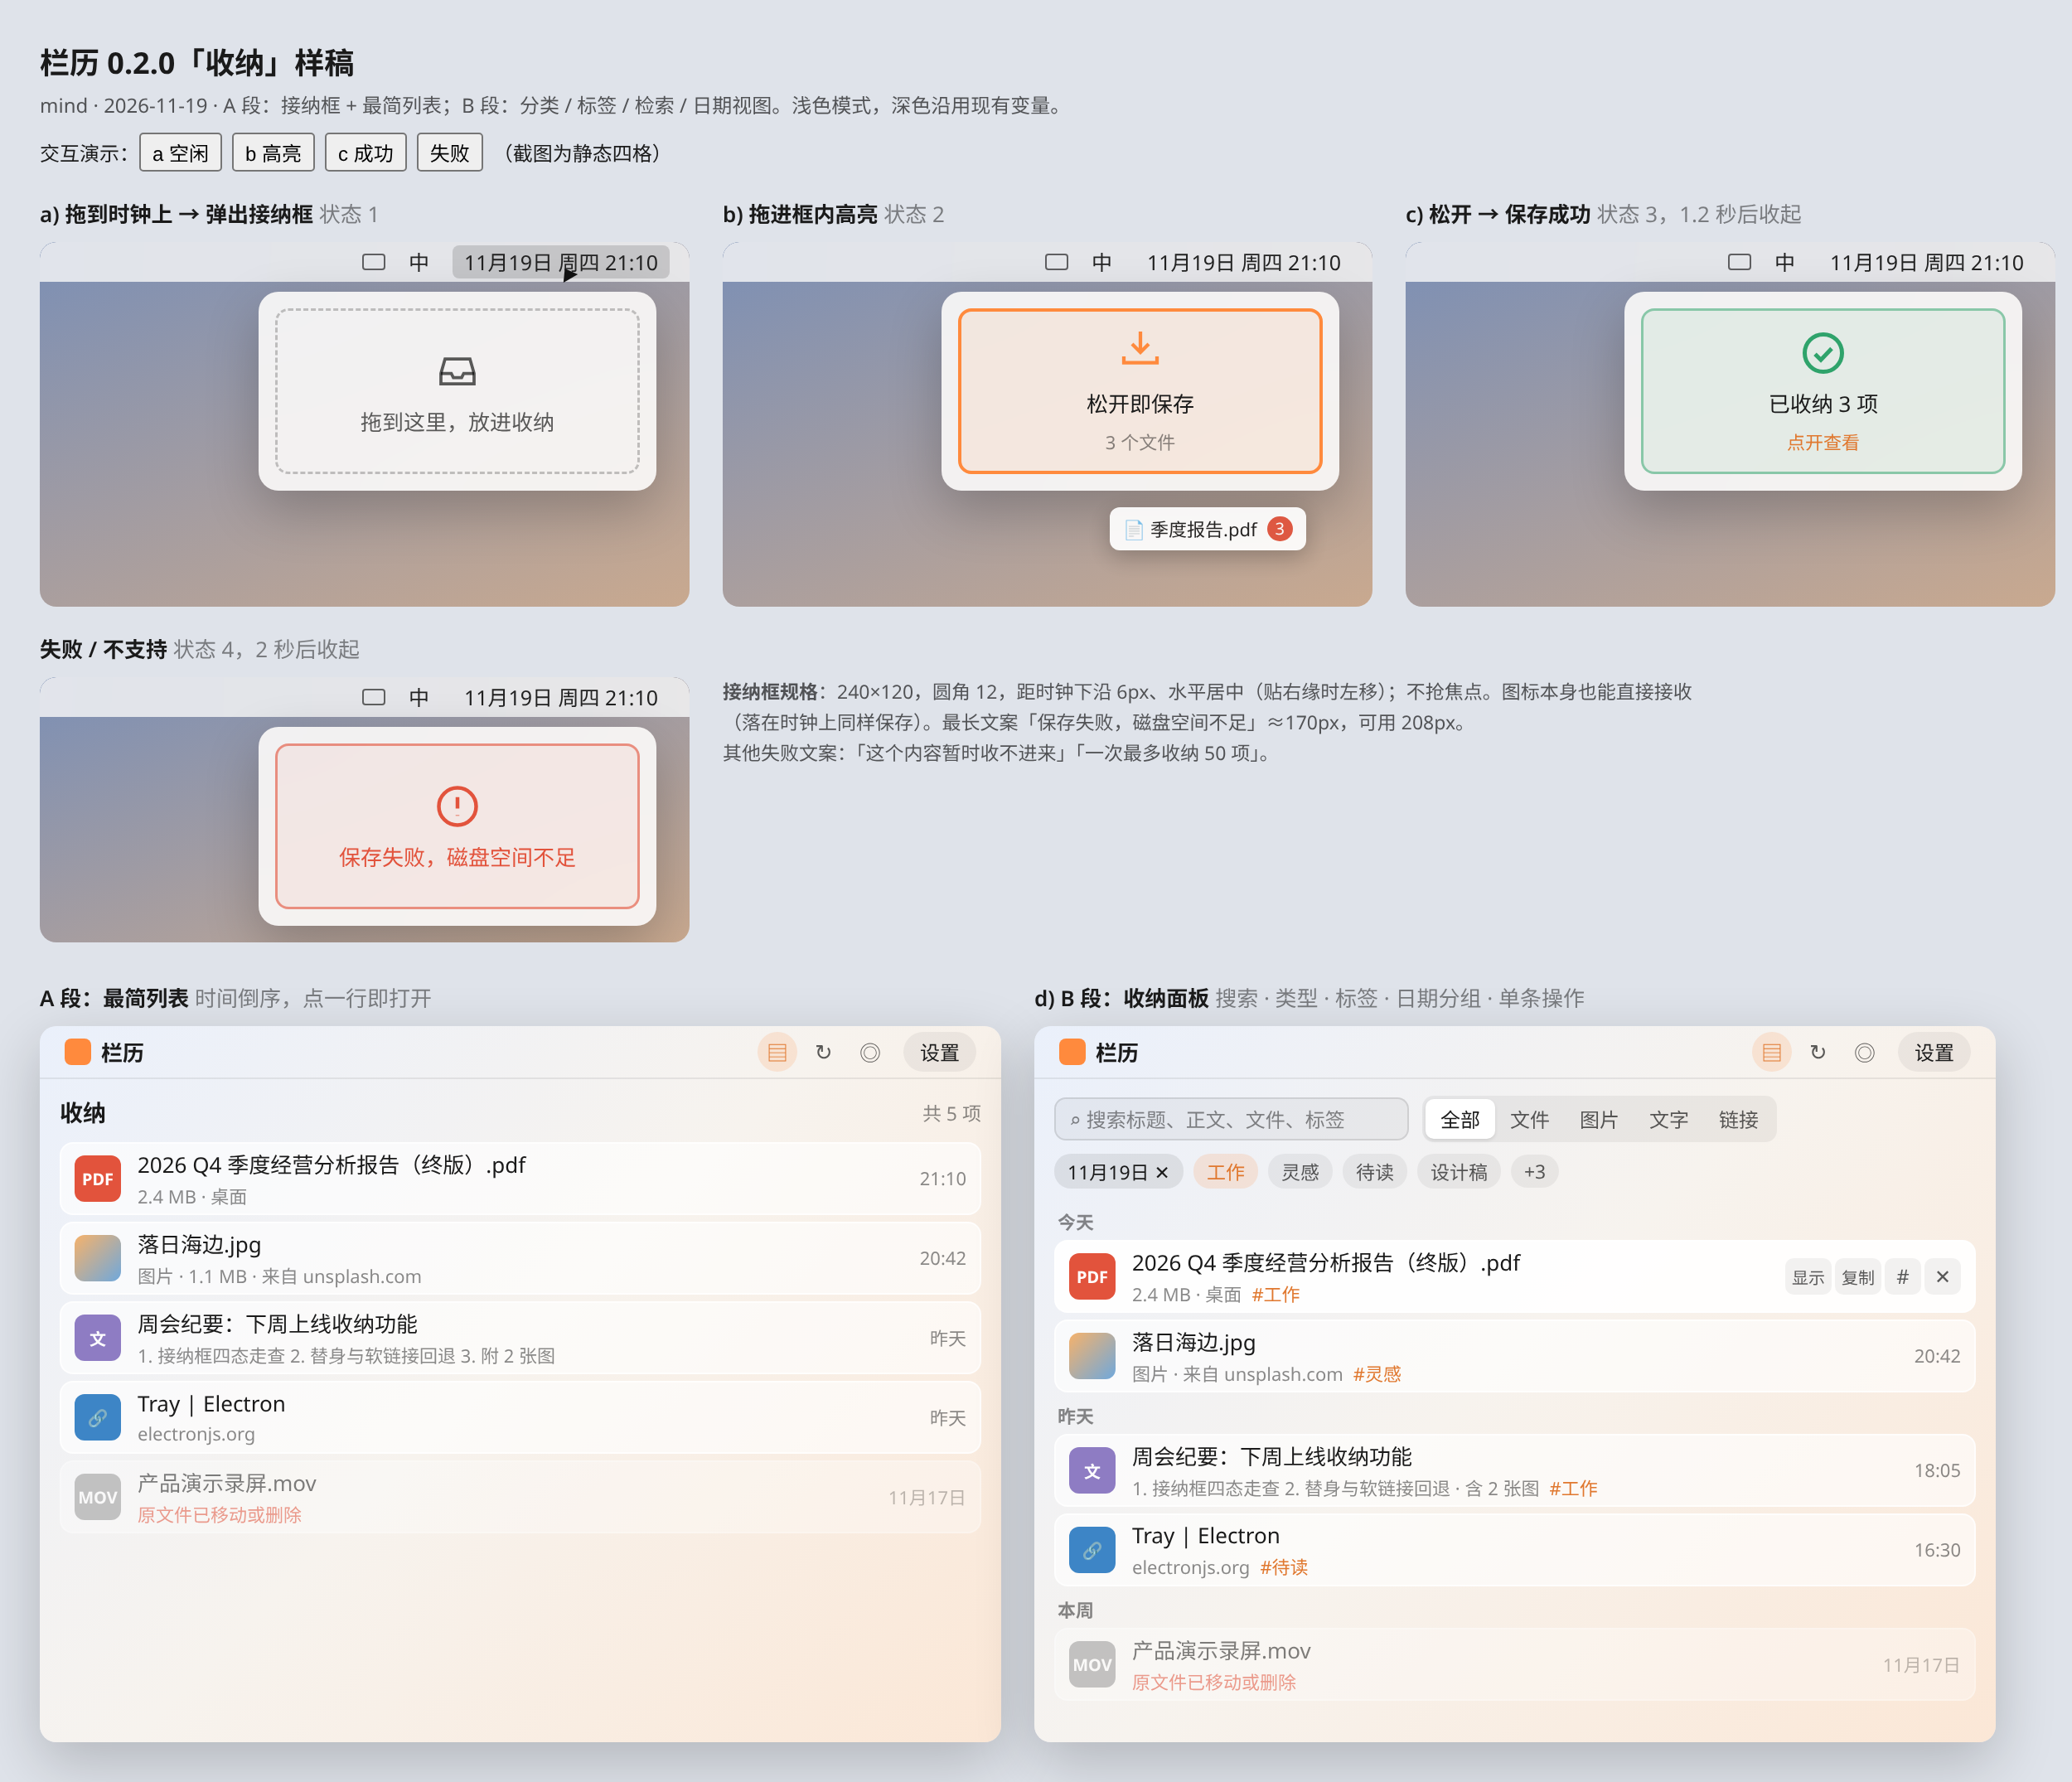 栏历 0.2.0「收纳」样稿
mind · 2026-11-19 · A 段：接纳框 + 最简列表；B 段：分类 / 标签 / 检索 / 日期视图。浅色模式，深色沿用现有变量。
交互演示： a 空闲 b 高亮 c 成功 失败 （截图为静态四格）
a) 拖到时钟上 → 弹出接纳框 状态 1
中 11月19日 周四 21:10
拖到这里，放进收纳
b) 拖进框内高亮 状态 2
中 11月19日 周四 21:10
松开即保存
3 个文件
季度报告.pdf 3
c) 松开 → 保存成功 状态 3，1.2 秒后收起
中 11月19日 周四 21:10
已收纳 3 项
点开查看
失败 / 不支持 状态 4，2 秒后收起
中 11月19日 周四 21:10
保存失败，磁盘空间不足
接纳框规格：240×120，圆角 12，距时钟下沿 6px、水平居中（贴右缘时左移）；不抢焦点。图标本身也能直接接收
（落在时钟上同样保存）。最长文案「保存失败，磁盘空间不足」≈170px，可用 208px。
其他失败文案：「这个内容暂时收不进来」「一次最多收纳 50 项」。
A 段：最简列表 时间倒序，点一行即打开
栏历 ▤ ↻ ◎ 设置
收纳 共 5 项
PDF 2026 Q4 季度经营分析报告（终版）.pdf 21:10
2.4 MB · 桌面
落日海边.jpg 20:42
图片 · 1.1 MB · 来自 unsplash.com
文 周会纪要：下周上线收纳功能 昨天
1. 接纳框四态走查 2. 替身与软链接回退 3. 附 2 张图
Tray | Electron 昨天
electronjs.org
MOV 产品演示录屏.mov 11月17日
原文件已移动或删除
d) B 段：收纳面板 搜索 · 类型 · 标签 · 日期分组 · 单条操作
栏历 ▤ ↻ ◎ 设置
⌕ 搜索标题、正文、文件、标签 全部 文件 图片 文字 链接
11月19日 ✕ 工作 灵感 待读 设计稿 +3
今天
PDF 2026 Q4 季度经营分析报告（终版）.pdf 显示 复制 # ✕
2.4 MB · 桌面 #工作
落日海边.jpg 20:42
图片 · 来自 unsplash.com #灵感
昨天
文 周会纪要：下周上线收纳功能 18:05
1. 接纳框四态走查 2. 替身与软链接回退 · 含 2 张图 #工作
Tray | Electron 16:30
electronjs.org #待读
本周
MOV 产品演示录屏.mov 11月17日
原文件已移动或删除